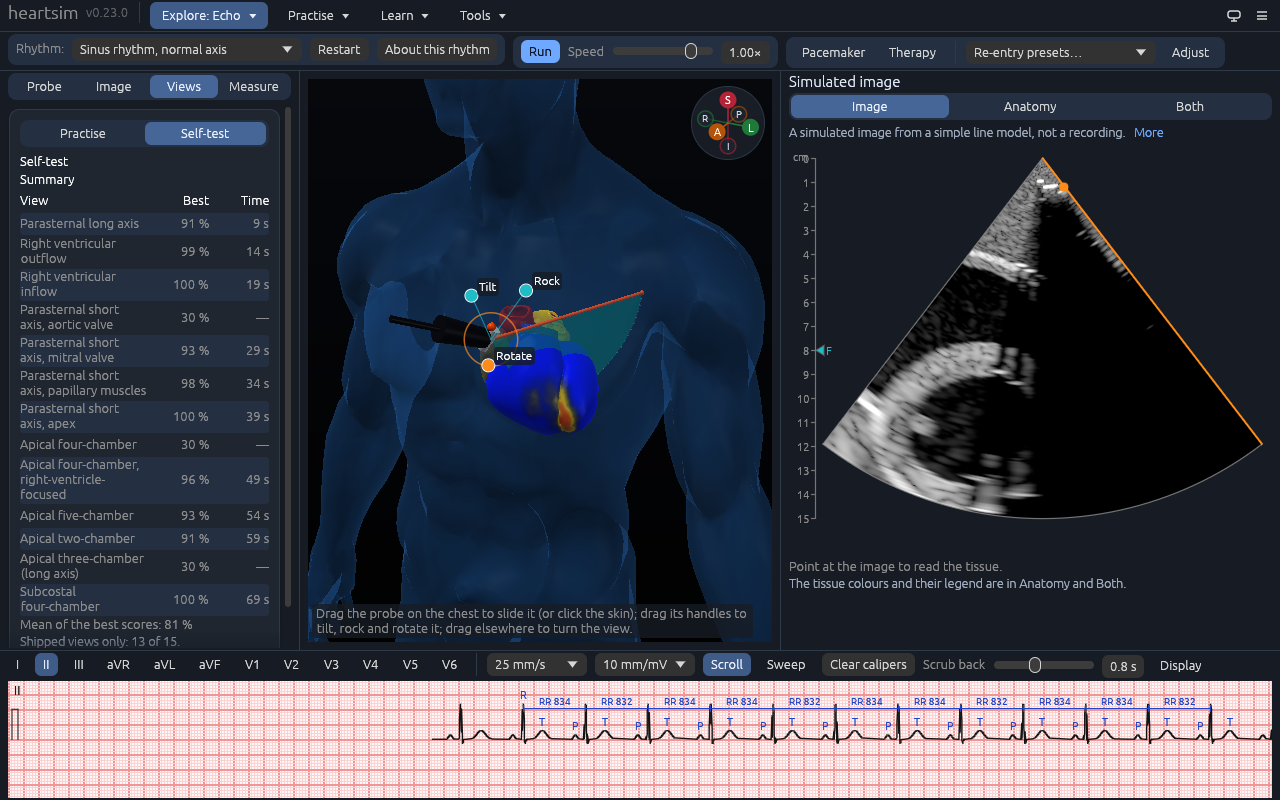 heartsim v0.23.0 Explore: Echo Practise Learn Tools
Rhythm: Sinus rhythm, normal axis Restart About this rhythm Run Speed 1.00× Pacemaker Therapy Re-entry presets… Adjust
Probe Image Views Measure
Practise Self-test
Self-test
Summary
View Best Time
Parasternal long axis 91 % 9 s
Right ventricular
outflow 99 % 14 s
Right ventricular
inflow 100 % 19 s
Parasternal short
axis, aortic valve 30 % —
Parasternal short
axis, mitral valve 93 % 29 s
Parasternal short
axis, papillary muscles 98 % 34 s
Parasternal short
axis, apex 100 % 39 s
Apical four-chamber 30 % —
Apical four-chamber,
right-ventricle-
focused 96 % 49 s
Apical five-chamber 93 % 54 s
Apical two-chamber 91 % 59 s
Apical three-chamber
(long axis) 30 % —
Subcostal
four-chamber 100 % 69 s
Mean of the best scores: 81 %
Shipped views only: 13 of 15.
S
R P
A L
I
Tilt Rock
Rotate
Drag the probe on the chest to slide it (or click the skin); drag its handles to
tilt, rock and rotate it; drag elsewhere to turn the view.
Simulated image
Image Anatomy Both
A simulated image from a simple line model, not a recording. More
cm 0
1
2
3
4
5
6
7
8 F
9
10
11
12
13
14
15
Point at the image to read the tissue.
The tissue colours and their legend are in Anatomy and Both.
I II III aVR aVL aVF V1 V2 V3 V4 V5 V6 25 mm/s 10 mm/mV Scroll Sweep Clear calipers Scrub back 0.8 s Display
II
R
RR 834 RR 832 RR 834 RR 834 RR 834 RR 834 RR 834 RR 834 RR 834 RR 834 RR 832
T P T P T P T P T P T P T P T P T P T P T P T